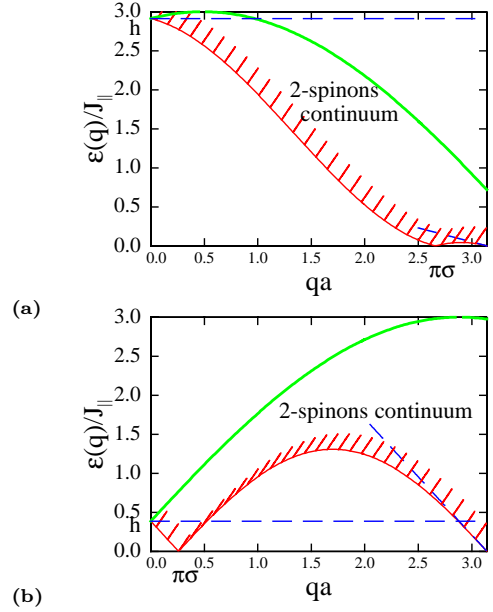 3.0
h
2.5
2.0
1.5
1.0
0.5
0.0
ε(q)/J∥
2-spinons
continuum
0.0 0.5 1.0 1.5 2.0 2.5 3.0
πσ
qa
(a)
3.0
2.5
2.0
1.5
1.0
0.5
h
0.0
ε(q)/J∥
2-spinons continuum
0.0 0.5 1.0 1.5 2.0 2.5 3.0
πσ
qa
(b)